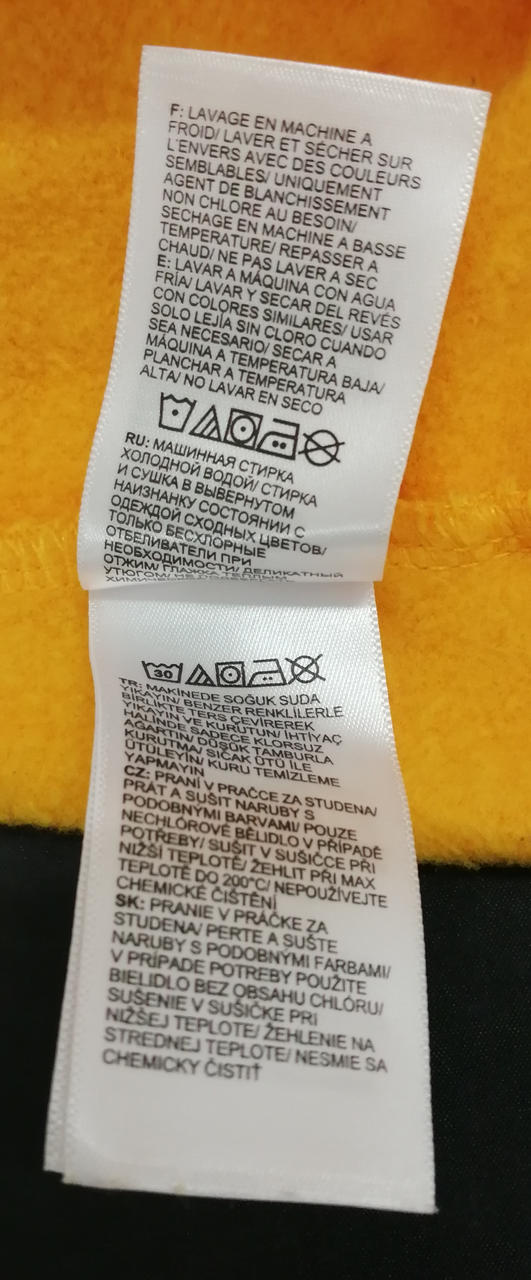 F: LAVAGE EN MACHINE A
FROID/ LAVER ET SÉCHER SUR
L'ENVERS AVEC DES COULEURS
SEMBLABLES/ UNIQUEMENT
AGENT DE BLANCHISSEMENT
NON CHLORE AU BESOIN/
SECHAGE EN MACHINE A BASSE
TEMPERATURE/ REPASSER A
CHAUD/ NE PAS LAVER A SEC
E: LAVAR A MÁQUINA CON AGUA
FRÍA/ LAVAR Y SECAR DEL REVÉS
CON COLORES SIMILARES/ USAR
SOLO LEJÍA SIN CLORO CUANDO
SEA NECESARIO/ SECAR A
MÁQUINA A TEMPERATURA BAJA/
PLANCHAR A TEMPERATURA
ALTA/ NO LAVAR EN SECO
RU: МАШИННАЯ СТИРКА
ХОЛОДНОЙ ВОДОЙ/ СТИРКА
И СУШКА В ВЫВЕРНУТОМ
НАИЗНАНКУ СОСТОЯНИИ С
ОДЕЖДОЙ СХОДНЫХ ЦВЕТОВ/
ТОЛЬКО БЕСХЛОРНЫЕ
ОТБЕЛИВАТЕЛИ ПРИ
НЕОБХОДИМОСТИ/ ДЕЛИКАТНЫЙ
ОТЖИМ/ ГЛАЖКА ТЕПЛЫМ
УТЮГОМ/ НЕ
30
TR: MAKİNEDE SOĞUK SUDA
YIKAYIN/ BENZER RENKLİLERLE
BİRLİKTE TERS ÇEVİREREK
YIKAYIN VE KURUTUN/ İHTİYAÇ
HALİNDE SADECE KLORSUZ
AĞARTIN/ DÜŞÜK TAMBURLA
KURUTMA/ SICAK ÜTÜ İLE
ÜTÜLEYİN/ KURU TEMİZLEME
YAPMAYIN
CZ: PRANÍ V PRAČCE ZA STUDENA/
PRÁT A SUŠIT NARUBY S
PODOBNÝMI BARVAMI/ POUZE
NECHLÓROVÉ BĚLIDLO V PŘÍPADĚ
POTŘEBY/ SUŠIT V SUŠIČCE PŘI
NIŽŠÍ TEPLOTĚ/ ŽEHLIT PŘI MAX
TEPLOTĚ DO 200°C/ NEPOUŽÍVEJTE
CHEMICKÉ ČIŠTĚNÍ
SK: PRANIE V PRÁČKE ZA
STUDENA/ PERTE A SUŠTE
NARUBY S PODOBNÝMI FARBAMI/
V PRÍPADE POTREBY POUŽITE
BIELIDLO BEZ OBSAHU CHLÓRU/
SUŠENIE V SUŠIČKE PRI
NIŽŠEJ TEPLOTE/ ŽEHLENIE NA
STREDNEJ TEPLOTE/ NESMIE SA
CHEMICKY ČISTIŤ